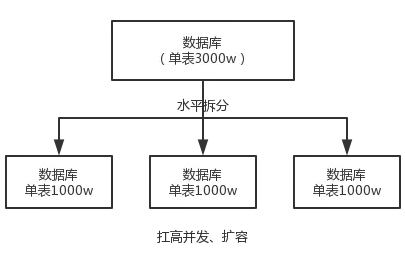 数据库
（单表3000w）
水平拆分
数据库
单表1000w
数据库
单表1000w
数据库
单表1000w
扛高并发、扩容